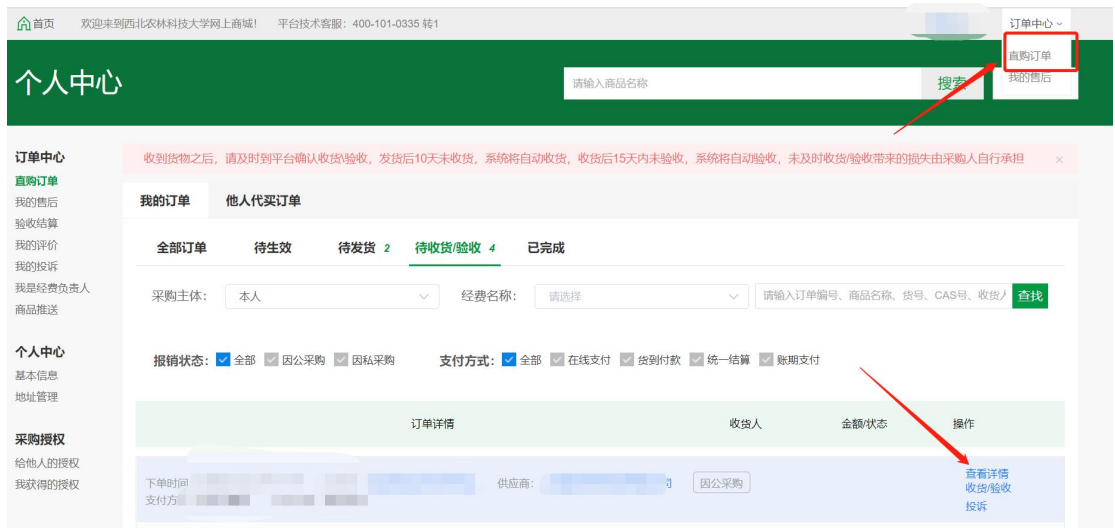 首页 欢迎来到西北农林科技大学网上商城! 平台技术客服:400-101-0335 转1 订单中心
直购订单
我的售后
个人中心 请输入商品名称 搜索
收到货物之后,请及时到平台确认收货\验收,发货后10天未收货,系统将自动收货,收货后15天内未验收,系统将自动验收,未及时收货/验收带来的损失由采购人自行承担 ×
订单中心
直购订单
我的售后
验收结算
我的评价
我的投诉
我是经费负责人
商品推送
个人中心
基本信息
地址管理
采购授权
给他人的授权
我获得的授权
我的订单 他人代买订单
全部订单 待生效 待发货 2 待收货/验收 4 已完成
采购主体: 本人 经费名称: 请选择 请输入订单编号、商品名称、货号、CAS号、收货人 查找
报销状态: 全部 因公采购 因私采购 支付方式: 全部 在线支付 货到付款 统一结算 账期支付
订单详情 收货人 金额/状态 操作
下单时间 供应商: 因公采购 查看详情
支付方 收货/验收
投诉